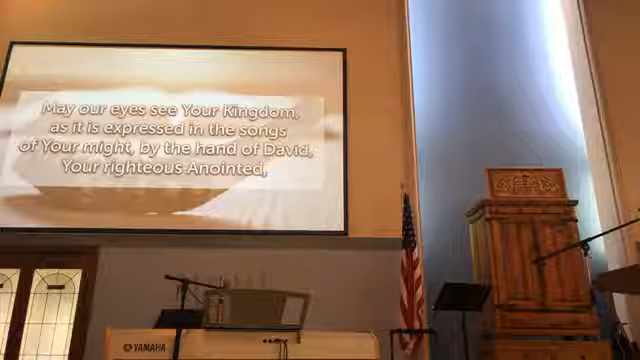 May our eyes see Your Kingdom,
as it is expressed in the songs
of Your might, by the hand of David,
Your righteous Anointed,
YAMAHA